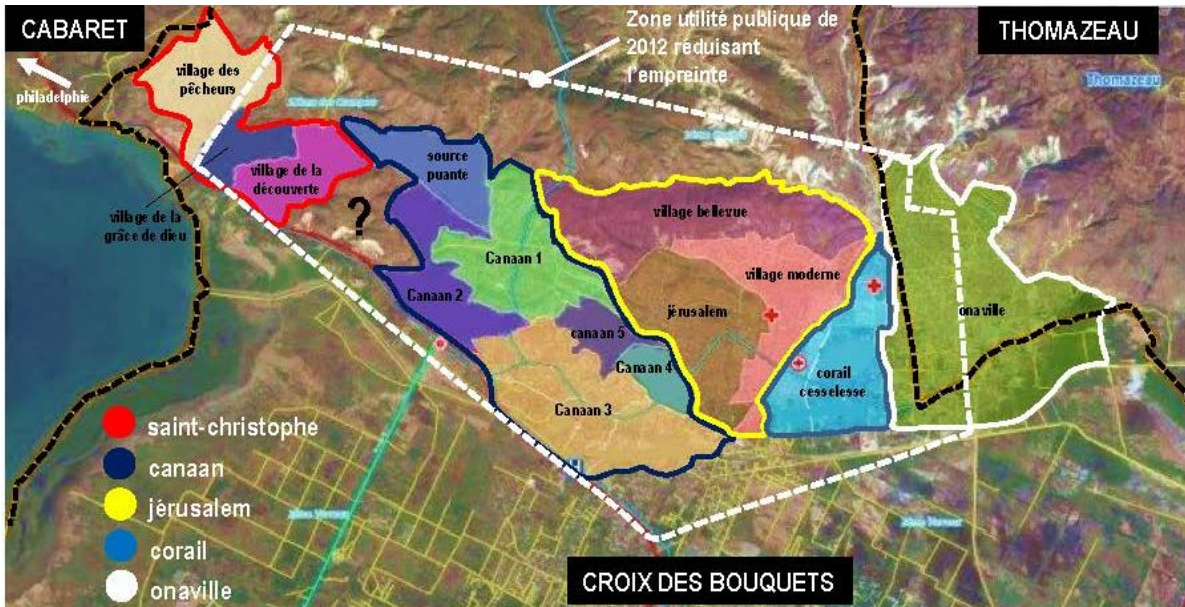 CABARET
philadelphie
Zone utilité publique de
2012 réduisant
l'empreinte
THOMAZEAU
Thomazeau
village des
pêcheurs
source
puante
village de la
découverte
village de la
grâce de dieu
?
village bellevue
Canaan 1
village moderne
Canaan 2
jérusalem
onaville
canaan 5
Canaan 4
corail
cesselesse
Canaan 3
saint-christophe
canaan
jérusalem
corail
onaville
CROIX DES BOUQUETS